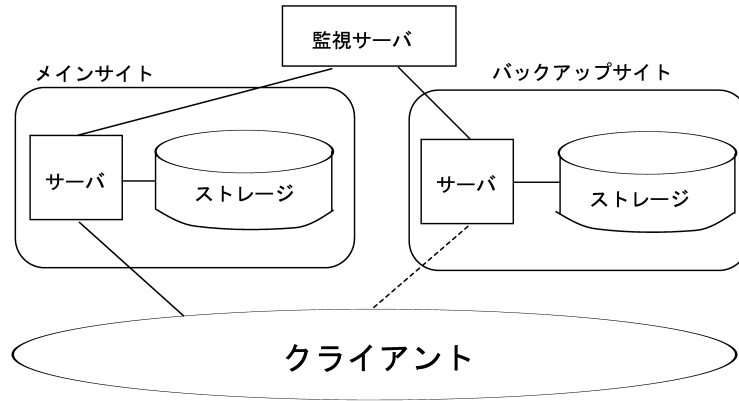 監視サーバ
メインサイト
バックアップサイト
サーバ
ストレージ
サーバ
ストレージ
クライアント